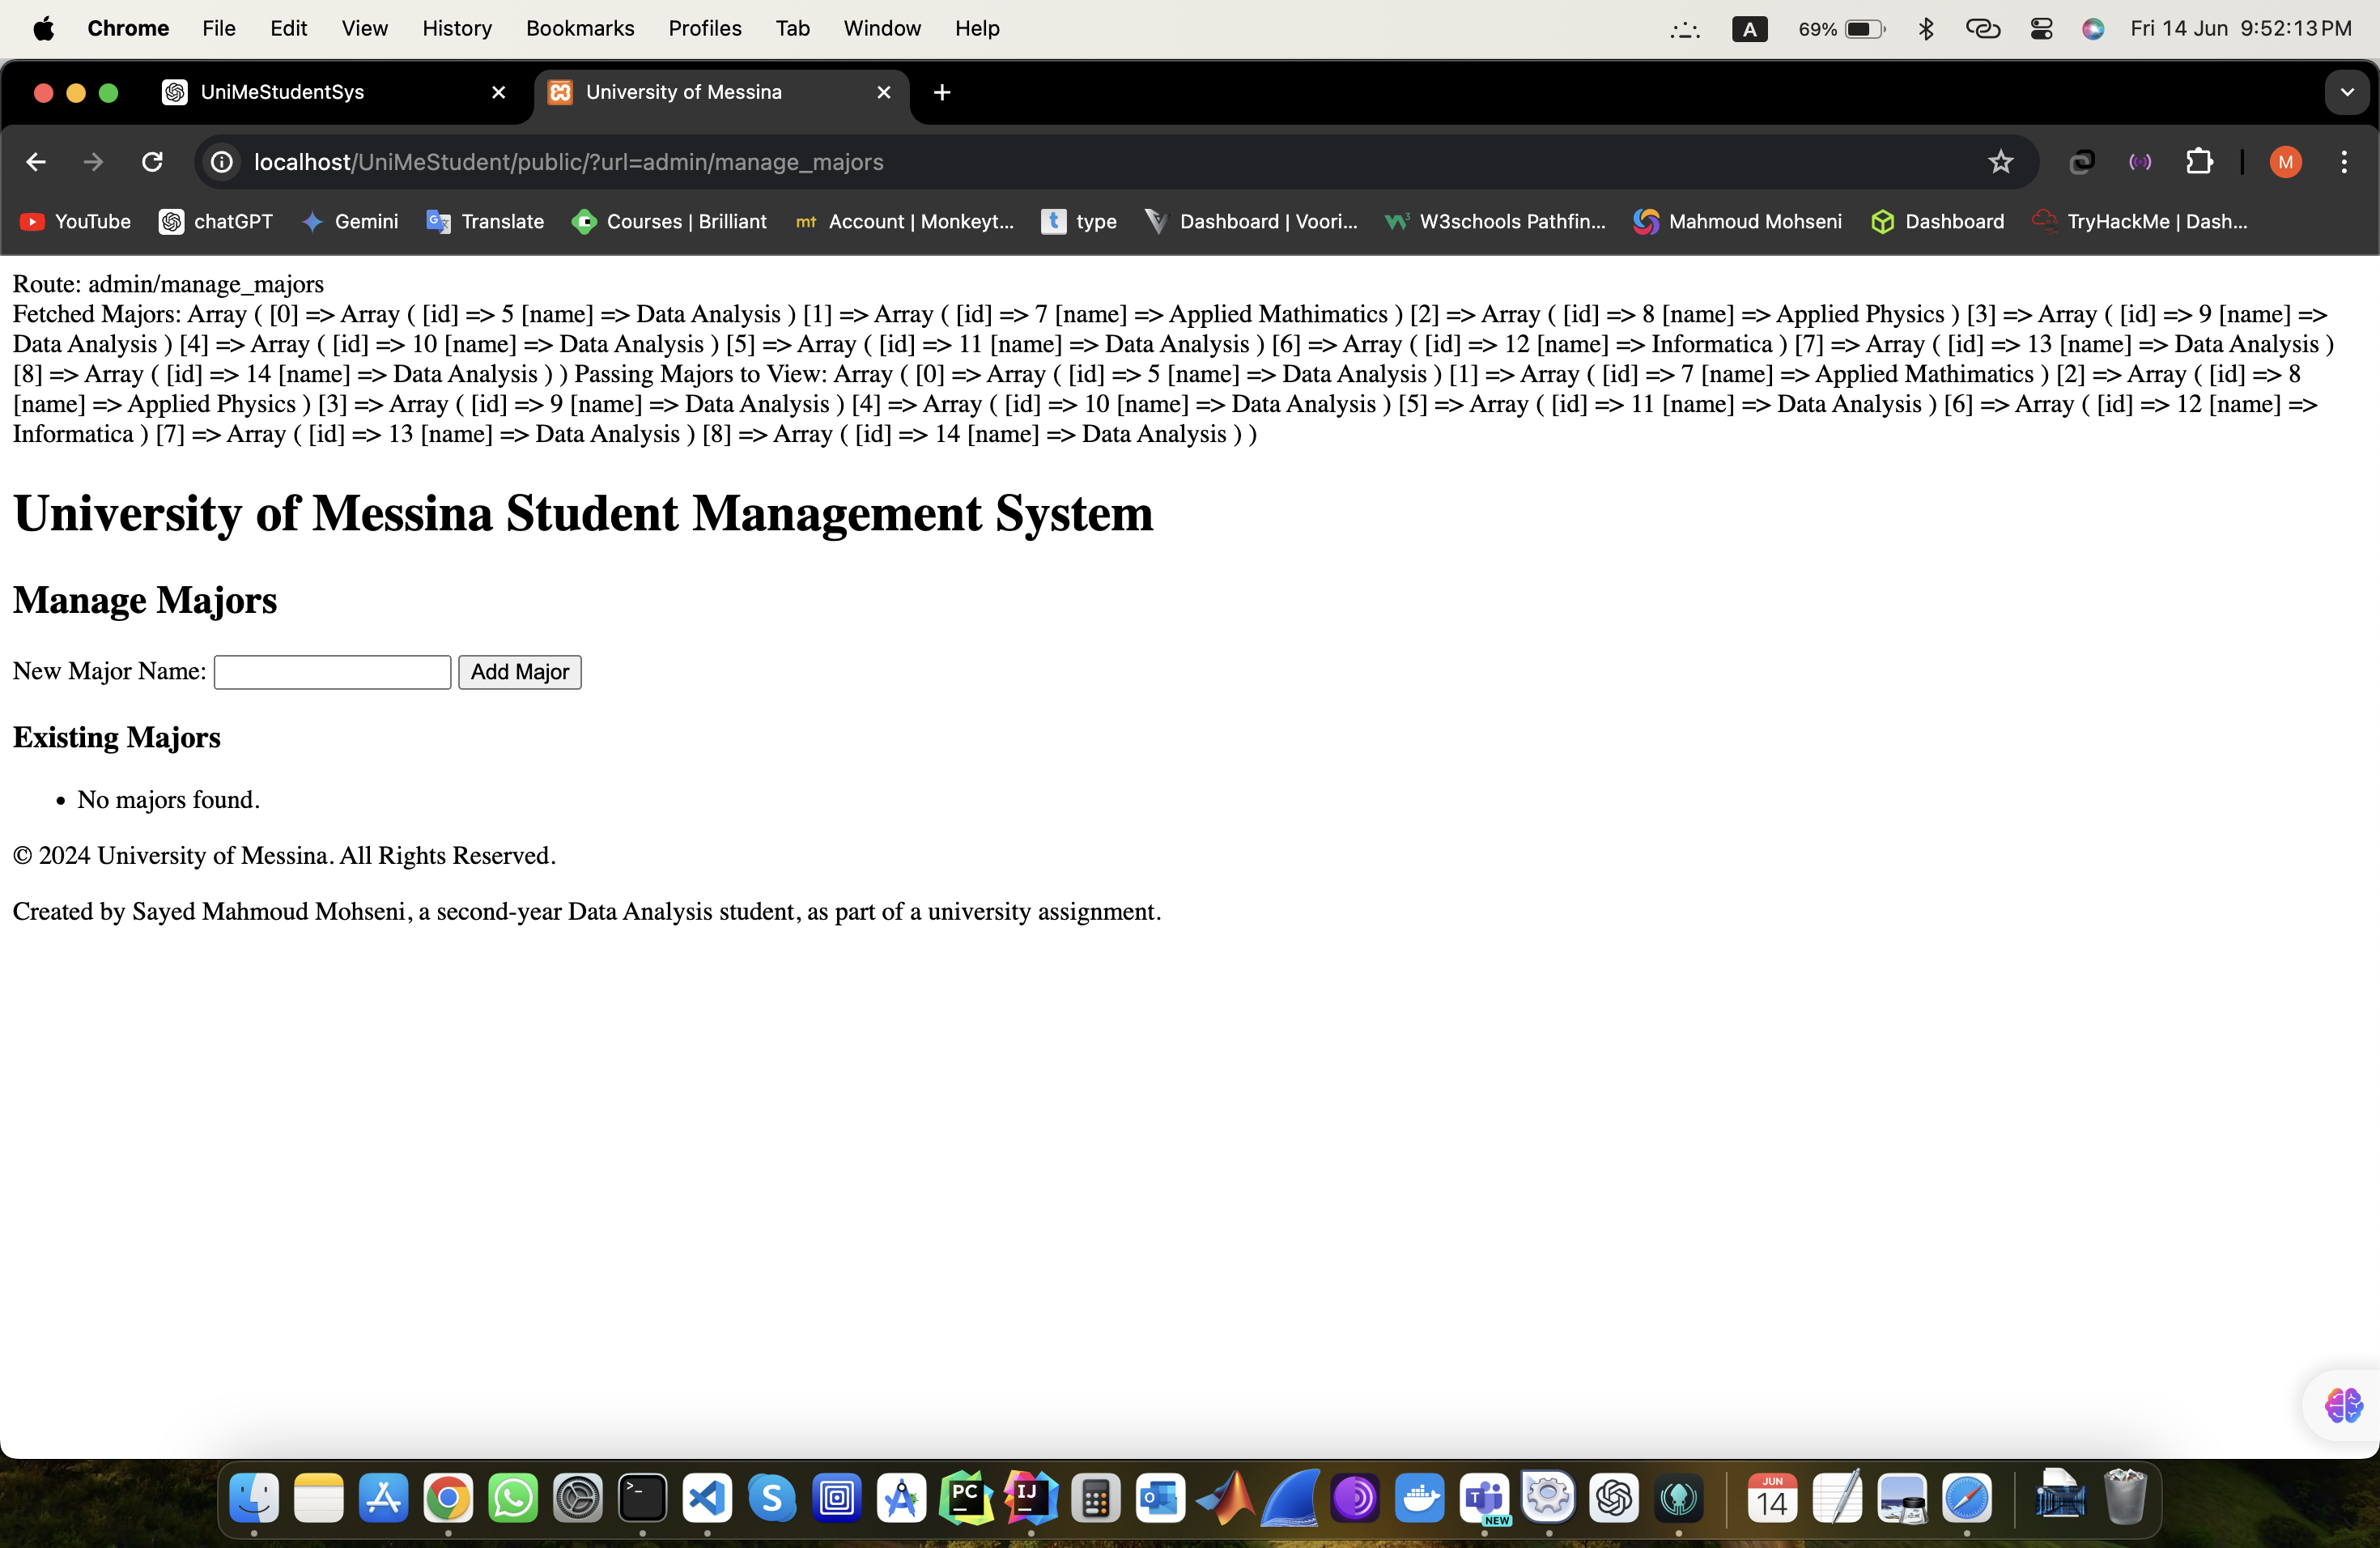 Chrome File Edit View History Bookmarks Profiles Tab Window Help A 69% Fri 14 Jun 9:52:13 PM
UniMeStudentSys University of Messina
localhost/UniMeStudent/public/?url=admin/manage_majors M
YouTube chatGPT Gemini Translate Courses | Brilliant mt Account | Monkeyt... t type Dashboard | Voori... W3schools Pathfin... Mahmoud Mohseni Dashboard TryHackMe | Dash...
Route: admin/manage_majors
Fetched Majors: Array ( [0] => Array ( [id] => 5 [name] => Data Analysis ) [1] => Array ( [id] => 7 [name] => Applied Mathimatics ) [2] => Array ( [id] => 8 [name] => Applied Physics ) [3] => Array ( [id] => 9 [name] =>
Data Analysis ) [4] => Array ( [id] => 10 [name] => Data Analysis ) [5] => Array ( [id] => 11 [name] => Data Analysis ) [6] => Array ( [id] => 12 [name] => Informatica ) [7] => Array ( [id] => 13 [name] => Data Analysis )
[8] => Array ( [id] => 14 [name] => Data Analysis ) ) Passing Majors to View: Array ( [0] => Array ( [id] => 5 [name] => Data Analysis ) [1] => Array ( [id] => 7 [name] => Applied Mathimatics ) [2] => Array ( [id] => 8
[name] => Applied Physics ) [3] => Array ( [id] => 9 [name] => Data Analysis ) [4] => Array ( [id] => 10 [name] => Data Analysis ) [5] => Array ( [id] => 11 [name] => Data Analysis ) [6] => Array ( [id] => 12 [name] =>
Informatica ) [7] => Array ( [id] => 13 [name] => Data Analysis ) [8] => Array ( [id] => 14 [name] => Data Analysis ) )
University of Messina Student Management System
Manage Majors
New Major Name: Add Major
Existing Majors
• No majors found.
© 2024 University of Messina. All Rights Reserved.
Created by Sayed Mahmoud Mohseni, a second-year Data Analysis student, as part of a university assignment.
PC IJ T NEW JUN 14